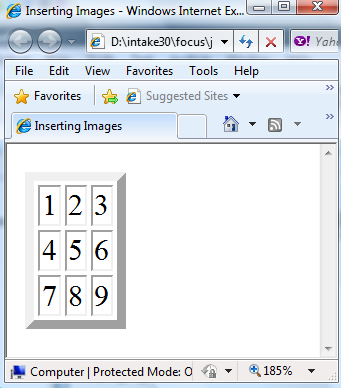 Inserting Images - Windows Internet Ex...
D:\intake30\focus\j
Yaho
File Edit View Favorites Tools Help
Favorites Suggested Sites
Inserting Images
1 2 3
4 5 6
7 8 9
Computer | Protected Mode: O
185%